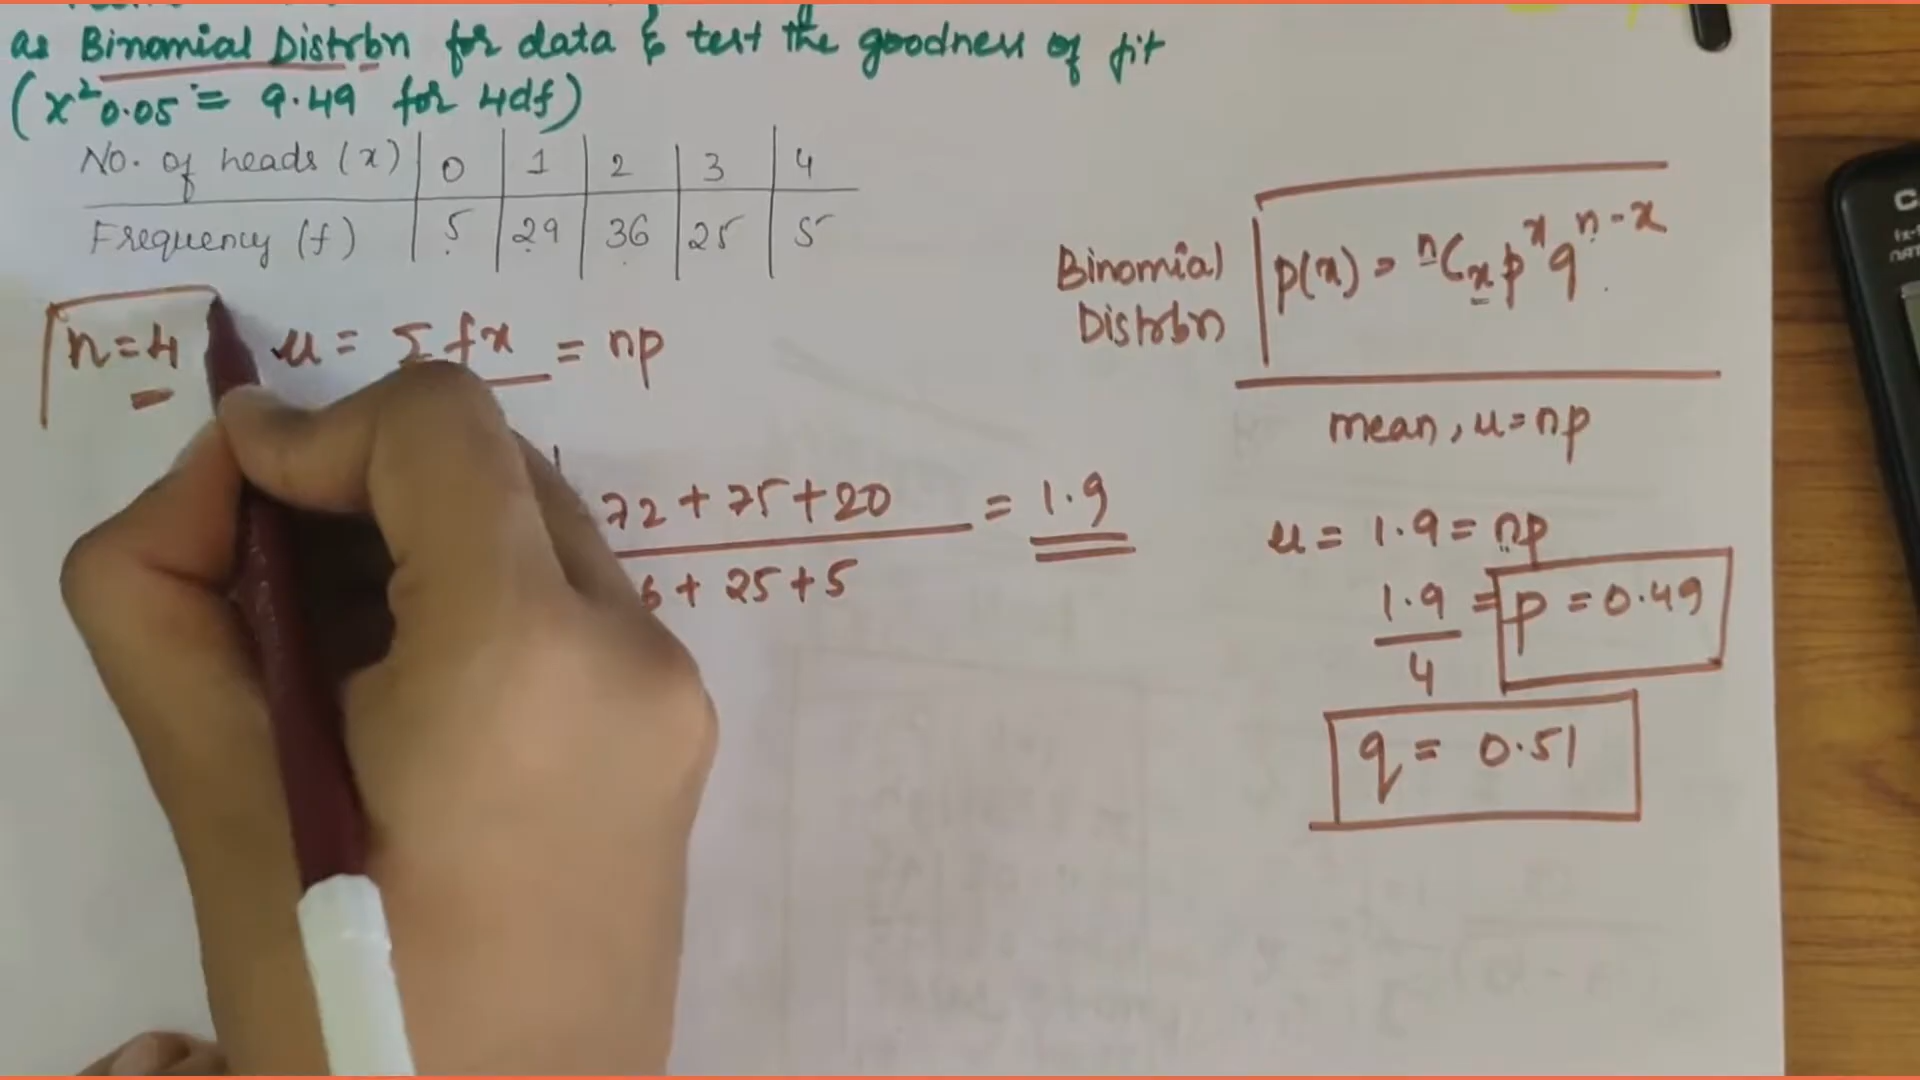 as Binomial Distrbn for data & test the goodness of fit
(x²0.05 = 9.49 for 4df)
No. of heads (x) 0 1 2 3 4
Frequency (f) 5 29 36 25 5
n=4 u = Σfx = np
72 + 75 + 20 = 1.9
6 + 25 + 5
Binomial
Distrbn
p(x) = ⁿCₓ pˣ qⁿ⁻ˣ
mean, u = np
u = 1.9 = np
1.9 = p = 0.49
4
q = 0.51
C